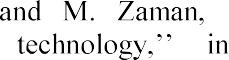 and M. Zaman,
technology,’’ in